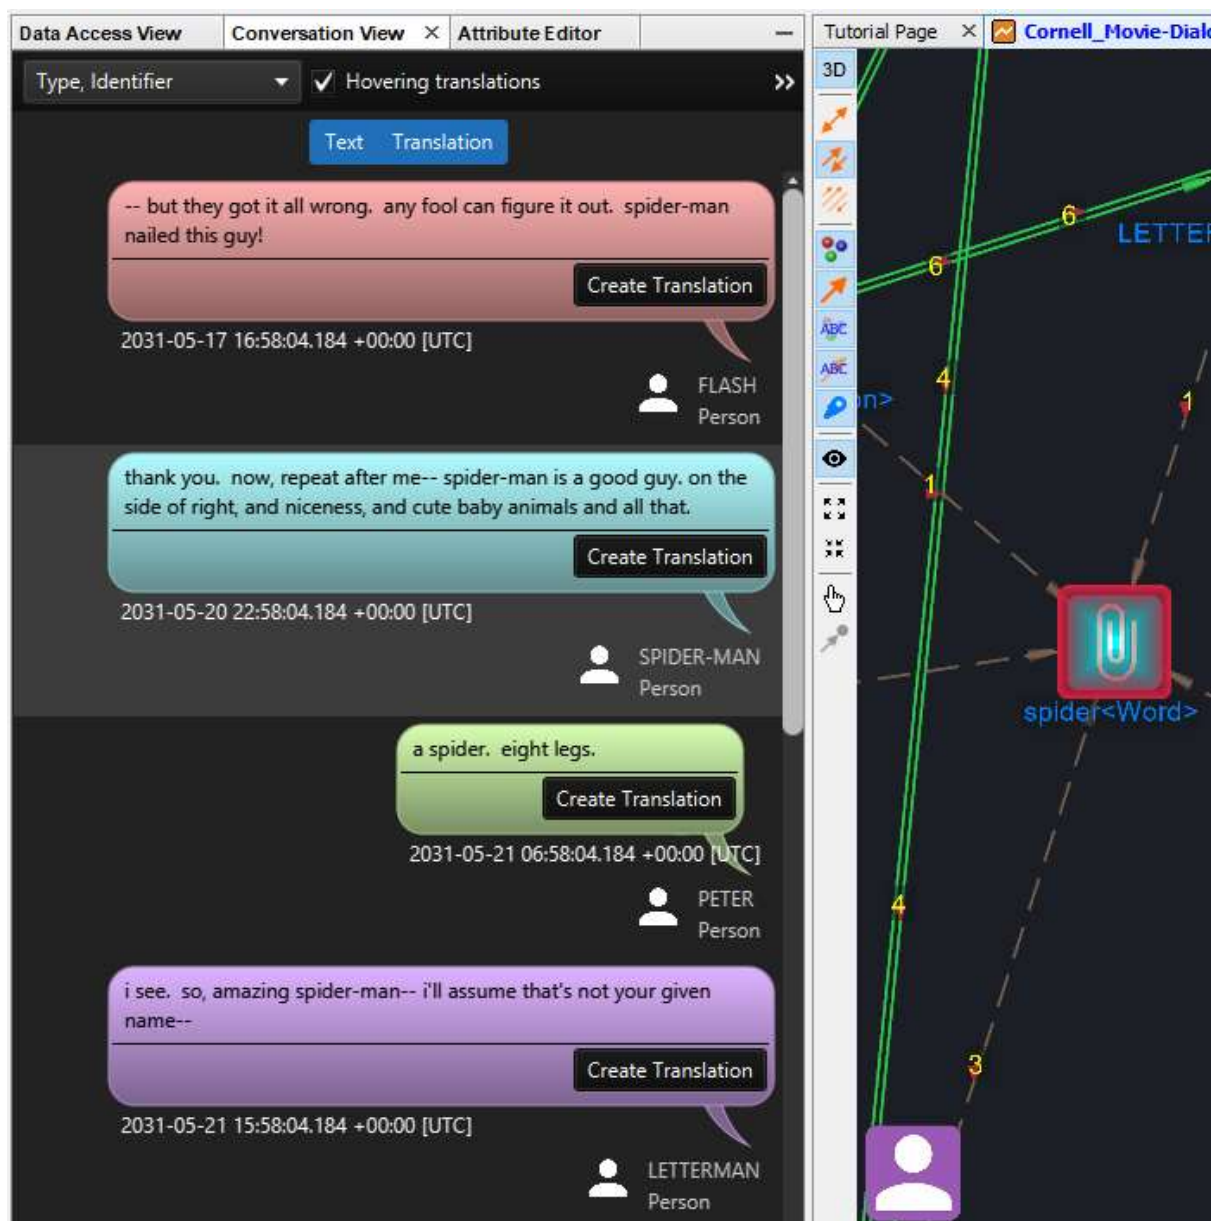 Data Access View
Conversation View
Attribute Editor
Tutorial Page
Cornell_Movie-Dialo
Type, Identifier
Hovering translations
Text
Translation
-- but they got it all wrong. any fool can figure it out. spider-man
nailed this guy!
Create Translation
2031-05-17 16:58:04.184 +00:00 [UTC]
FLASH
Person
thank you. now, repeat after me-- spider-man is a good guy. on the
side of right, and niceness, and cute baby animals and all that.
Create Translation
2031-05-20 22:58:04.184 +00:00 [UTC]
SPIDER-MAN
Person
a spider. eight legs.
Create Translation
2031-05-21 06:58:04.184 +00:00 [UTC]
PETER
Person
i see. so, amazing spider-man-- i'll assume that's not your given
name--
Create Translation
2031-05-21 15:58:04.184 +00:00 [UTC]
LETTERMAN
Person
3D
ABC
ABC
6
LETTER
6
4
1
on>
1
spider<Word>
4
3